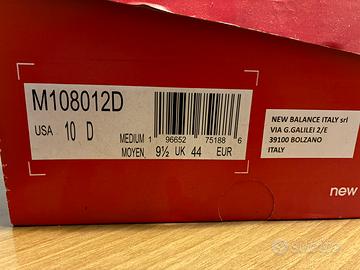 M108012D
USA 10 D
MEDIUM 1 96652 75188 6
MOYEN 9½ UK 44 EUR
NEW BALANCE ITALY srl
VIA G.GALILEI 2/E
39100 BOLZANO
ITALY
new
subito